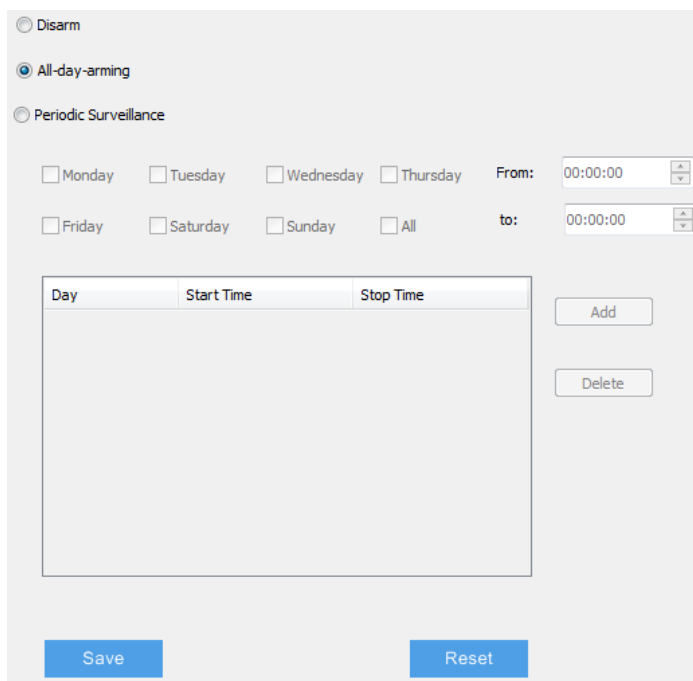 Disarm
All-day-arming
Periodic Surveillance
Monday Tuesday Wednesday Thursday From: 00:00:00
Friday Saturday Sunday All to: 00:00:00
Day Start Time Stop Time
Add
Delete
Save Reset